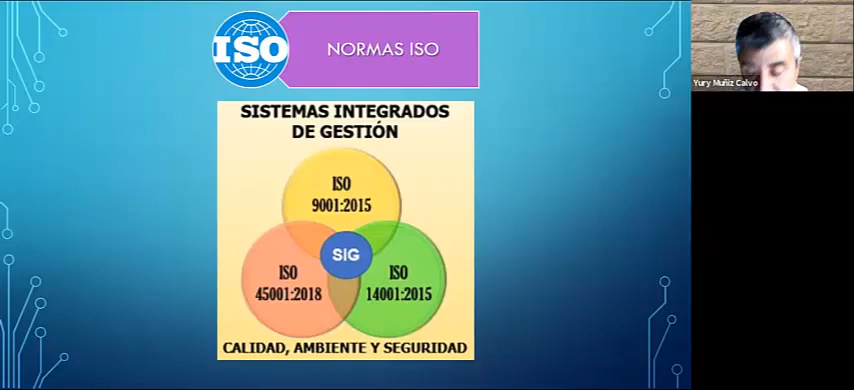 ISO
NORMAS ISO
Yury Muñiz Calvo
SISTEMAS INTEGRADOS
DE GESTIÓN
ISO
9001:2015
SIG
ISO
45001:2018
ISO
14001:2015
CALIDAD, AMBIENTE Y SEGURIDAD